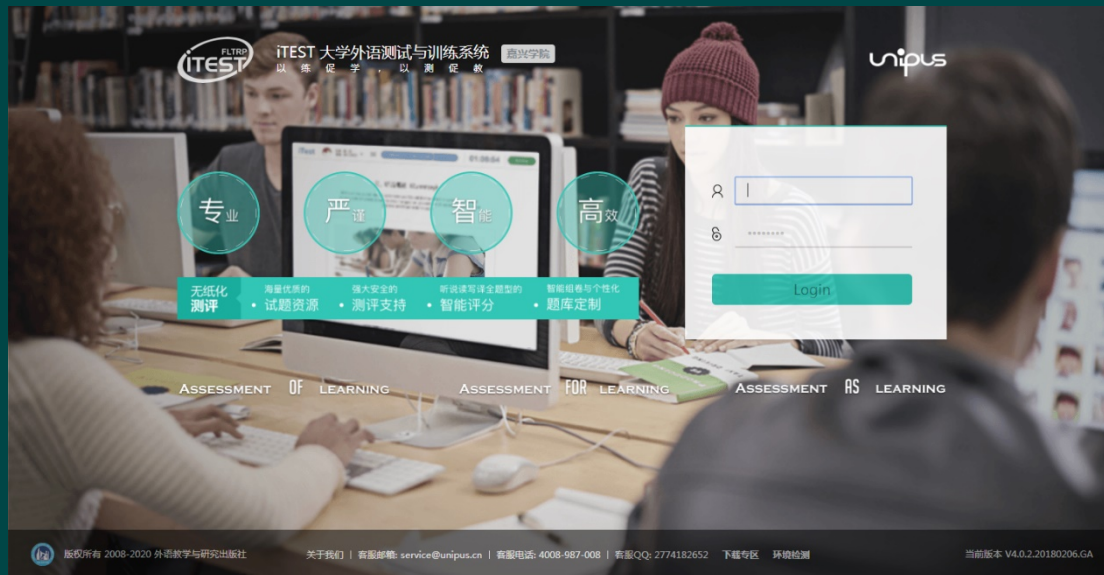 FLTRP
iTEST
iTEST 大学外语测试与训练系统 嘉兴学院
以 练 促 学 , 以 测 促 教
unipus
iTest
01:08:04
专业
严谨
智能
高效
无纸化
测评
海量优质的
• 试题资源
强大安全的
• 测评支持
听说读写译全题型的
• 智能评分
智能组卷与个性化
• 题库定制
********
Login
ASSESSMENT OF LEARNING
ASSESSMENT FOR LEARNING
ASSESSMENT AS LEARNING
版权所有 2008-2020 外语教学与研究出版社
关于我们 | 客服邮箱: service@unipus.cn | 客服电话: 4008-987-008 | 客服QQ: 2774182652 下载专区 环境检测
当前版本 V4.0.2.20180206.GA